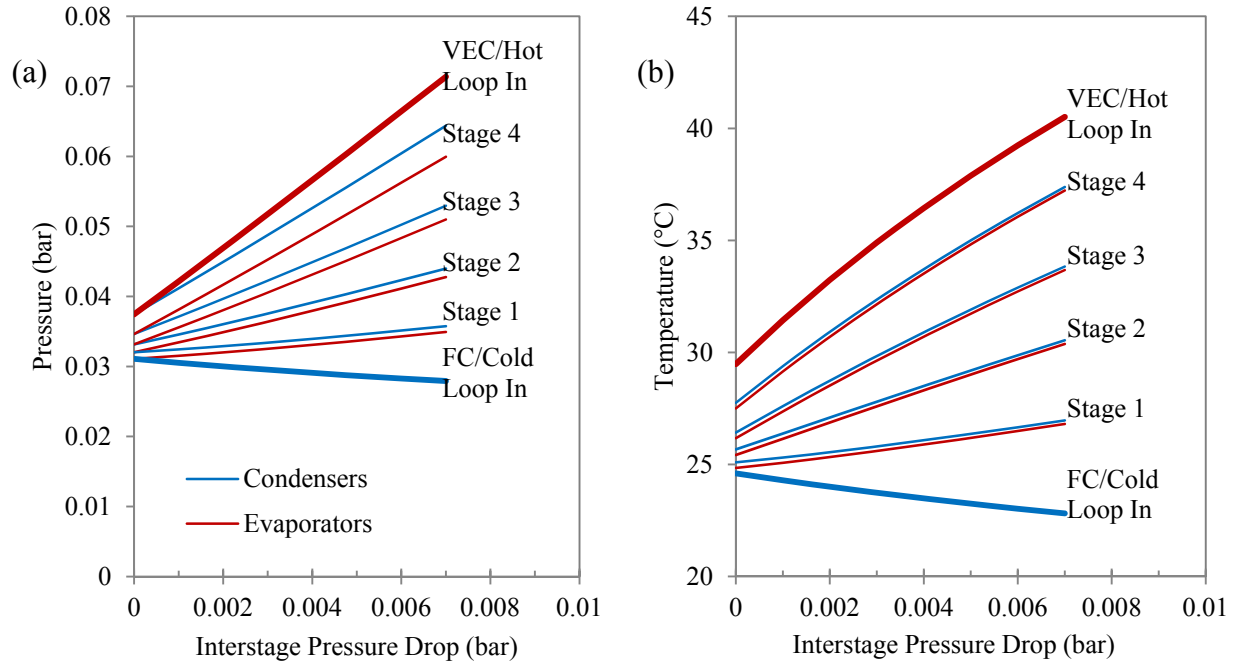 (a)
Pressure (bar)
0.08
0.07
0.06
0.05
0.04
0.03
0.02
0.01
0
VEC/Hot
Loop In
Stage 4
Stage 3
Stage 2
Stage 1
FC/Cold
Loop In
Condensers
Evaporators
0 0.002 0.004 0.006 0.008 0.01
Interstage Pressure Drop (bar)
(b)
Temperature (°C)
45
40
35
30
25
20
VEC/Hot
Loop In
Stage 4
Stage 3
Stage 2
Stage 1
FC/Cold
Loop In
0 0.002 0.004 0.006 0.008 0.01
Interstage Pressure Drop (bar)